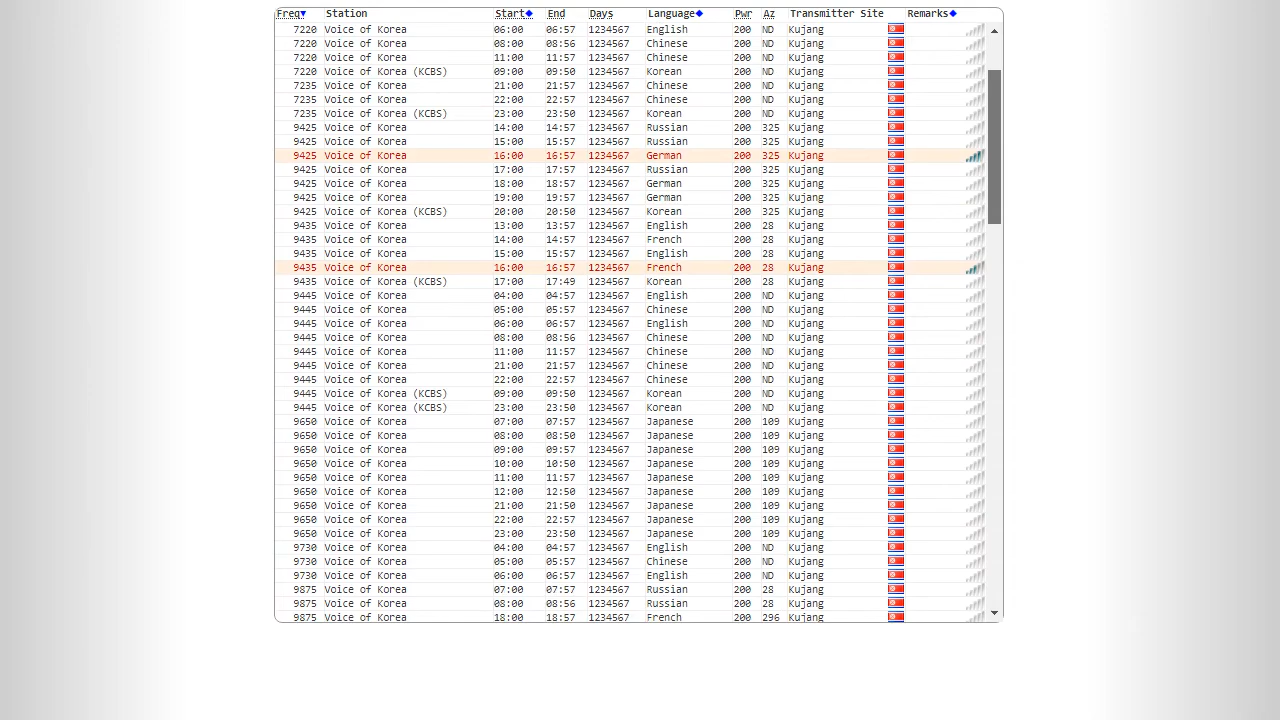 Freq▼ Station Start◆ End Days Language◆ Pwr Az Transmitter Site Remarks◆
7220 Voice of Korea 06:00 06:57 1234567 English 200 ND Kujang
7220 Voice of Korea 08:00 08:56 1234567 Chinese 200 ND Kujang
7220 Voice of Korea 11:00 11:57 1234567 Chinese 200 ND Kujang
7220 Voice of Korea (KCBS) 09:00 09:50 1234567 Korean 200 ND Kujang
7235 Voice of Korea 21:00 21:57 1234567 Chinese 200 ND Kujang
7235 Voice of Korea 22:00 22:57 1234567 Chinese 200 ND Kujang
7235 Voice of Korea (KCBS) 23:00 23:50 1234567 Korean 200 ND Kujang
9425 Voice of Korea 14:00 14:57 1234567 Russian 200 325 Kujang
9425 Voice of Korea 15:00 15:57 1234567 Russian 200 325 Kujang
9425 Voice of Korea 16:00 16:57 1234567 German 200 325 Kujang
9425 Voice of Korea 17:00 17:57 1234567 Russian 200 325 Kujang
9425 Voice of Korea 18:00 18:57 1234567 German 200 325 Kujang
9425 Voice of Korea 19:00 19:57 1234567 German 200 325 Kujang
9425 Voice of Korea (KCBS) 20:00 20:50 1234567 Korean 200 325 Kujang
9435 Voice of Korea 13:00 13:57 1234567 English 200 28 Kujang
9435 Voice of Korea 14:00 14:57 1234567 French 200 28 Kujang
9435 Voice of Korea 15:00 15:57 1234567 English 200 28 Kujang
9435 Voice of Korea 16:00 16:57 1234567 French 200 28 Kujang
9435 Voice of Korea (KCBS) 17:00 17:49 1234567 Korean 200 28 Kujang
9445 Voice of Korea 04:00 04:57 1234567 English 200 ND Kujang
9445 Voice of Korea 05:00 05:57 1234567 Chinese 200 ND Kujang
9445 Voice of Korea 06:00 06:57 1234567 English 200 ND Kujang
9445 Voice of Korea 08:00 08:56 1234567 Chinese 200 ND Kujang
9445 Voice of Korea 11:00 11:57 1234567 Chinese 200 ND Kujang
9445 Voice of Korea 21:00 21:57 1234567 Chinese 200 ND Kujang
9445 Voice of Korea 22:00 22:57 1234567 Chinese 200 ND Kujang
9445 Voice of Korea (KCBS) 09:00 09:50 1234567 Korean 200 ND Kujang
9445 Voice of Korea (KCBS) 23:00 23:50 1234567 Korean 200 ND Kujang
9650 Voice of Korea 07:00 07:57 1234567 Japanese 200 109 Kujang
9650 Voice of Korea 08:00 08:50 1234567 Japanese 200 109 Kujang
9650 Voice of Korea 09:00 09:57 1234567 Japanese 200 109 Kujang
9650 Voice of Korea 10:00 10:50 1234567 Japanese 200 109 Kujang
9650 Voice of Korea 11:00 11:57 1234567 Japanese 200 109 Kujang
9650 Voice of Korea 12:00 12:50 1234567 Japanese 200 109 Kujang
9650 Voice of Korea 21:00 21:50 1234567 Japanese 200 109 Kujang
9650 Voice of Korea 22:00 22:57 1234567 Japanese 200 109 Kujang
9650 Voice of Korea 23:00 23:50 1234567 Japanese 200 109 Kujang
9730 Voice of Korea 04:00 04:57 1234567 English 200 ND Kujang
9730 Voice of Korea 05:00 05:57 1234567 Chinese 200 ND Kujang
9730 Voice of Korea 06:00 06:57 1234567 English 200 ND Kujang
9875 Voice of Korea 07:00 07:57 1234567 Russian 200 28 Kujang
9875 Voice of Korea 08:00 08:56 1234567 Russian 200 28 Kujang
9875 Voice of Korea 18:00 18:57 1234567 French 200 296 Kujang